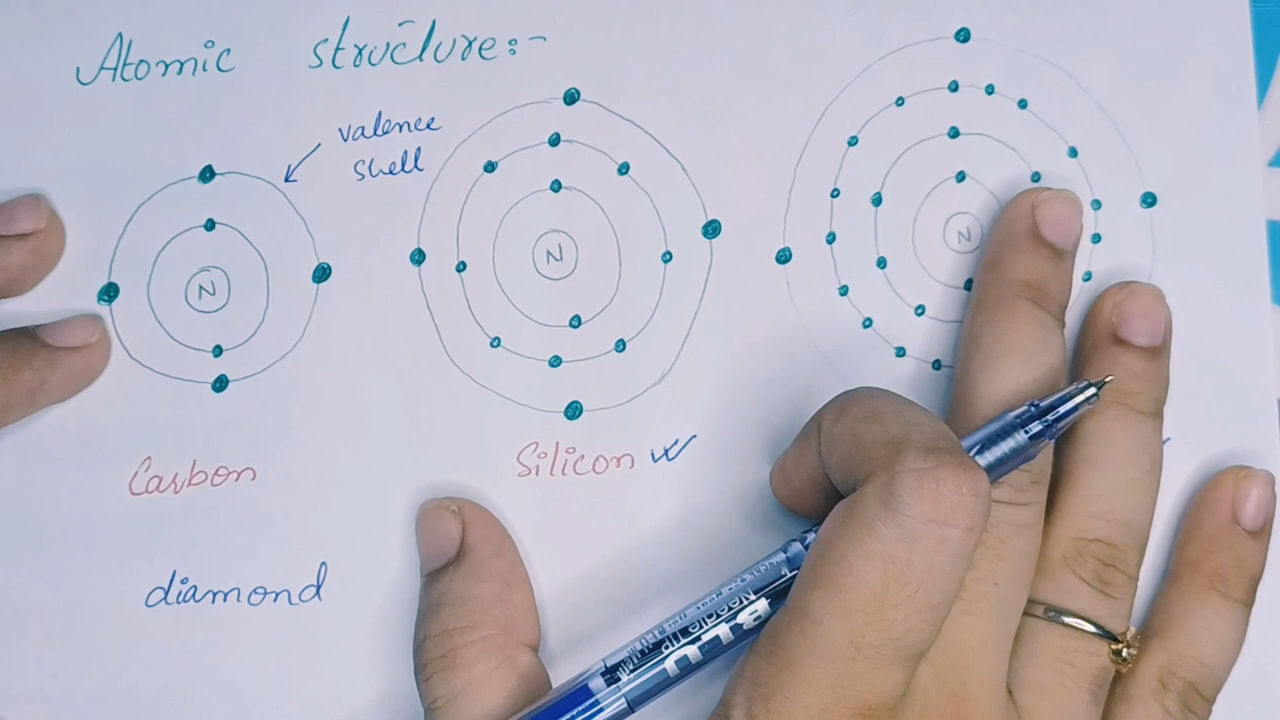 Atomic structure:-
valence
shell
N
N
N
Carbon
Silicon
diamond
BLU
Needle Tip